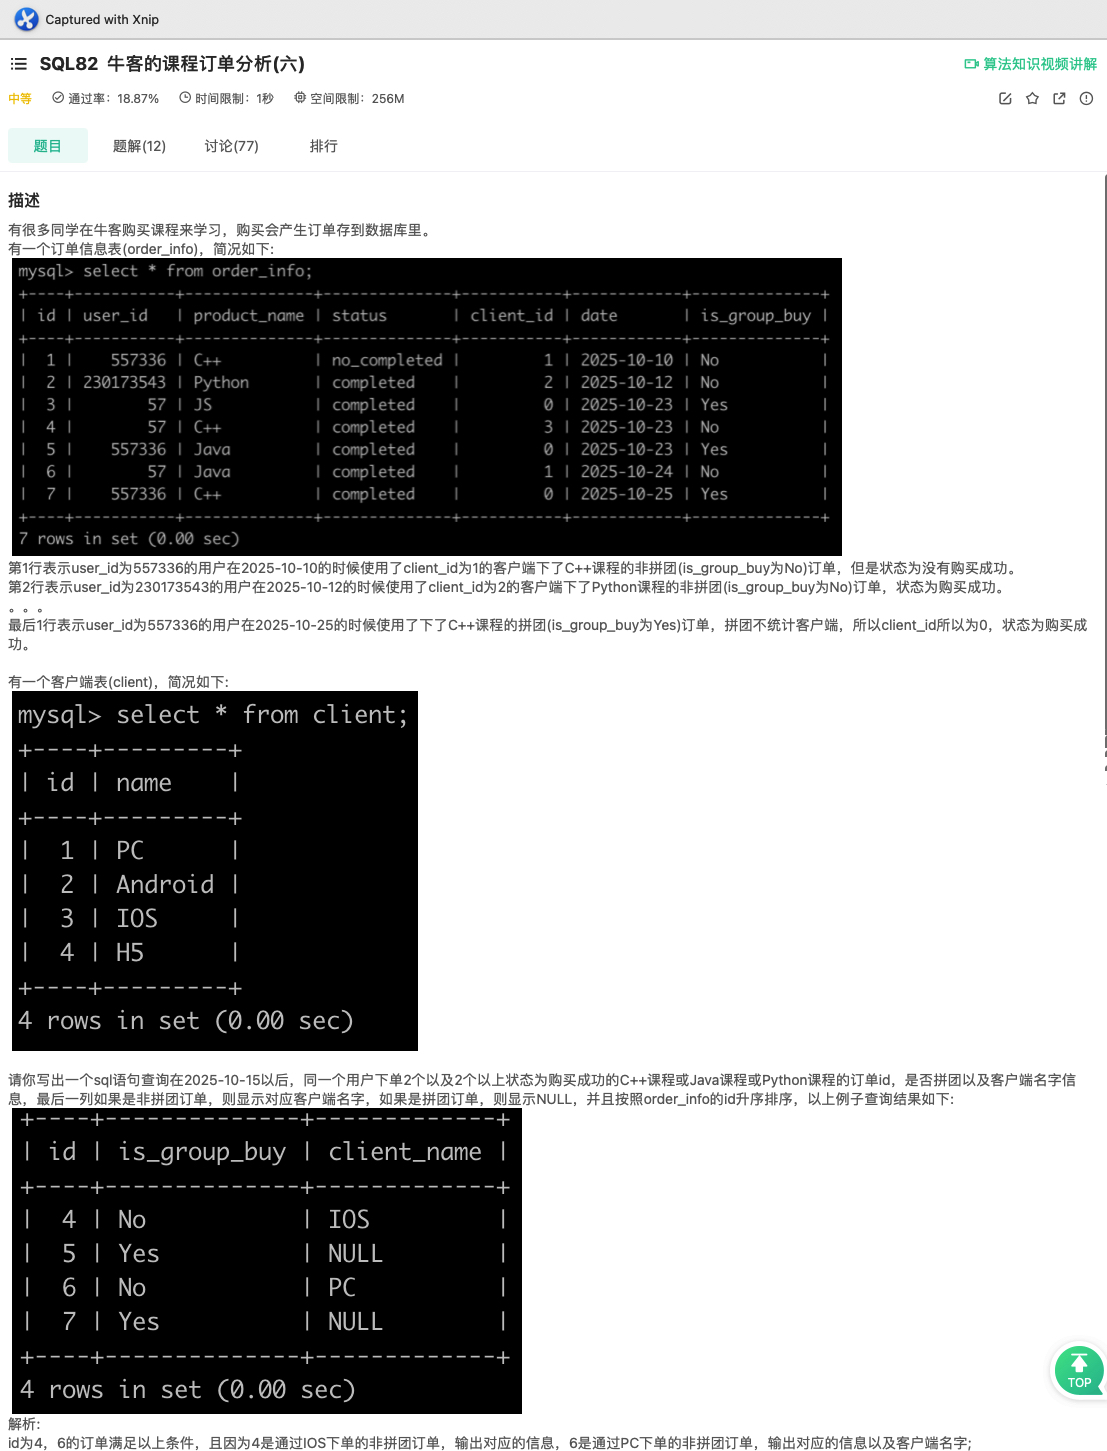 Captured with Xnip
SQL82 牛客的课程订单分析(六)
算法知识视频讲解
中等 通过率：18.87% 时间限制：1秒 空间限制：256M
题目 题解(12) 讨论(77) 排行
描述
有很多同学在牛客购买课程来学习，购买会产生订单存到数据库里。
有一个订单信息表(order_info)，简况如下:
mysql> select * from order_info;
+----+-----------+--------------+--------------+-----------+------------+--------------+
| id | user_id | product_name | status | client_id | date | is_group_buy |
+----+-----------+--------------+--------------+-----------+------------+--------------+
| 1 | 557336 | C++ | no_completed | 1 | 2025-10-10 | No |
| 2 | 230173543 | Python | completed | 2 | 2025-10-12 | No |
| 3 | 57 | JS | completed | 0 | 2025-10-23 | Yes |
| 4 | 57 | C++ | completed | 3 | 2025-10-23 | No |
| 5 | 557336 | Java | completed | 0 | 2025-10-23 | Yes |
| 6 | 57 | Java | completed | 1 | 2025-10-24 | No |
| 7 | 557336 | C++ | completed | 0 | 2025-10-25 | Yes |
+----+-----------+--------------+--------------+-----------+------------+--------------+
7 rows in set (0.00 sec)
第1行表示user_id为557336的用户在2025-10-10的时候使用了client_id为1的客户端下了C++课程的非拼团(is_group_buy为No)订单，但是状态为没有购买成功。
第2行表示user_id为230173543的用户在2025-10-12的时候使用了client_id为2的客户端下了Python课程的非拼团(is_group_buy为No)订单，状态为购买成功。
。。。
最后1行表示user_id为557336的用户在2025-10-25的时候使用了下了C++课程的拼团(is_group_buy为Yes)订单，拼团不统计客户端，所以client_id所以为0，状态为购买成
功。
有一个客户端表(client)，简况如下:
mysql> select * from client;
+----+---------+
| id | name |
+----+---------+
| 1 | PC |
| 2 | Android |
| 3 | IOS |
| 4 | H5 |
+----+---------+
4 rows in set (0.00 sec)
请你写出一个sql语句查询在2025-10-15以后，同一个用户下单2个以及2个以上状态为购买成功的C++课程或Java课程或Python课程的订单id，是否拼团以及客户端名字信
息，最后一列如果是非拼团订单，则显示对应客户端名字，如果是拼团订单，则显示NULL，并且按照order_info的id升序排序，以上例子查询结果如下:
+----+--------------+-------------+
| id | is_group_buy | client_name |
+----+--------------+-------------+
| 4 | No | IOS |
| 5 | Yes | NULL |
| 6 | No | PC |
| 7 | Yes | NULL |
+----+--------------+-------------+
4 rows in set (0.00 sec)
TOP
解析:
id为4，6的订单满足以上条件，且因为4是通过IOS下单的非拼团订单，输出对应的信息，6是通过PC下单的非拼团订单，输出对应的信息以及客户端名字;